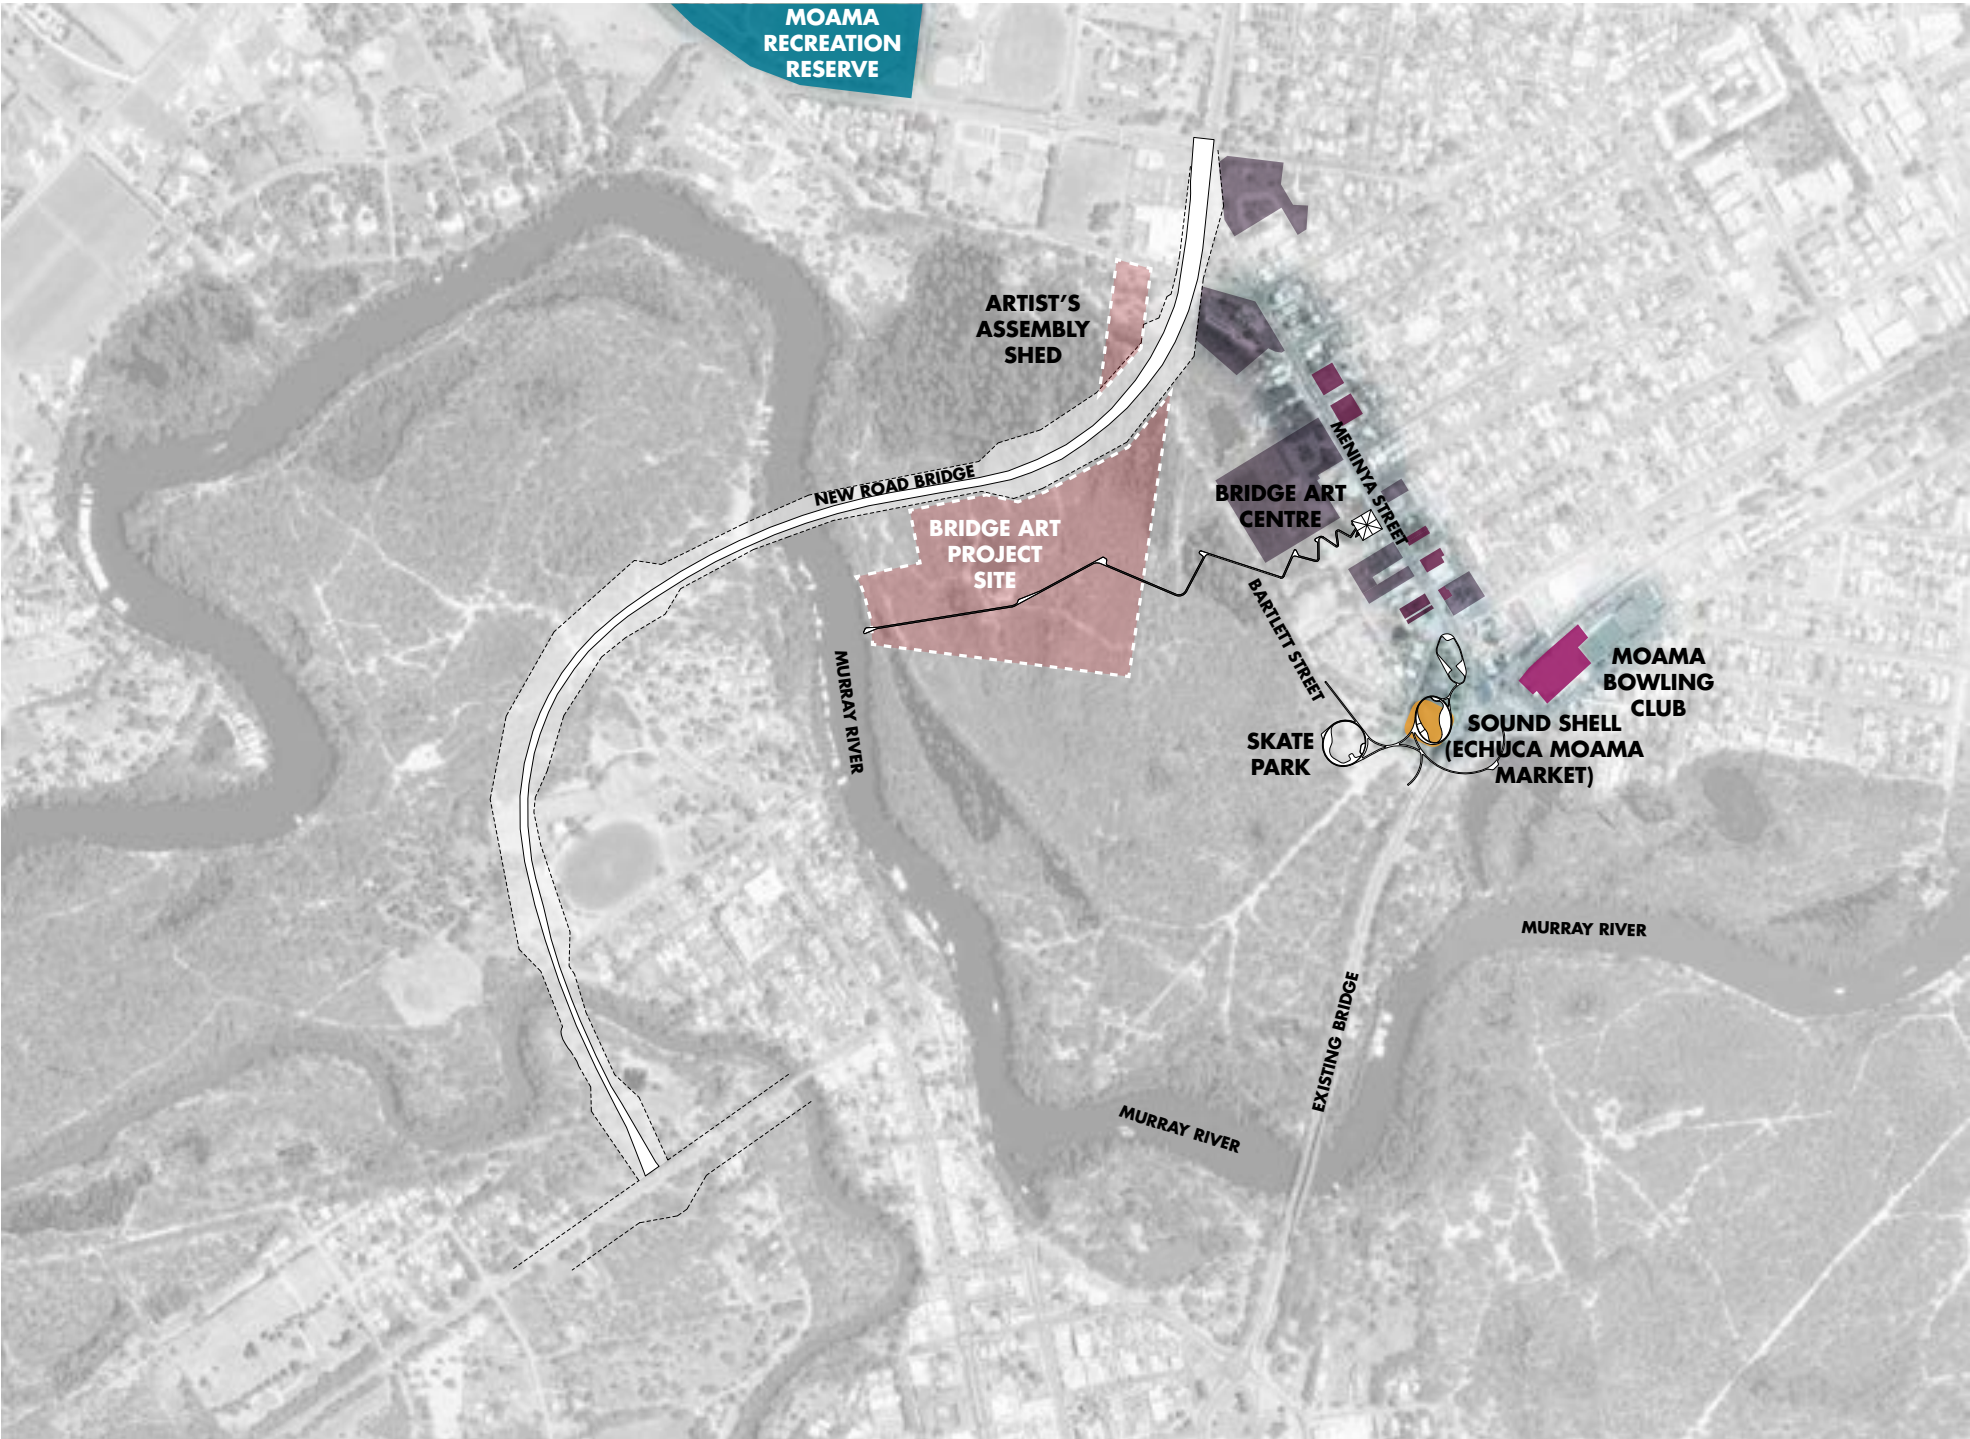 MOAMA
RECREATION
RESERVE
ARTIST'S
ASSEMBLY
SHED
NEW ROAD BRIDGE
BRIDGE ART
PROJECT
SITE
MENINYA STREET
BRIDGE ART
CENTRE
BARTLETT STREET
MURRAY RIVER
MOAMA
BOWLING
CLUB
SOUND SHELL
(ECHUCA MOAMA
MARKET)
SKATE
PARK
MURRAY RIVER
EXISTING BRIDGE
MURRAY RIVER